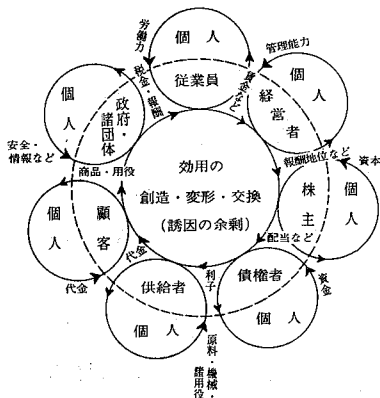 労働力
個人
従業員
税金・報酬
賃金など
管理能力
個人
経営者
報酬地位など
資本
個人
株主
配当など
資金
債権者
個人
利子
供給者
個人
原料・機械・諸用役
代金
代金
顧客
個人
商品・用役
安全・情報など
個人
政府・諸団体
効用の
創造・変形・交換
(誘因の余剰)